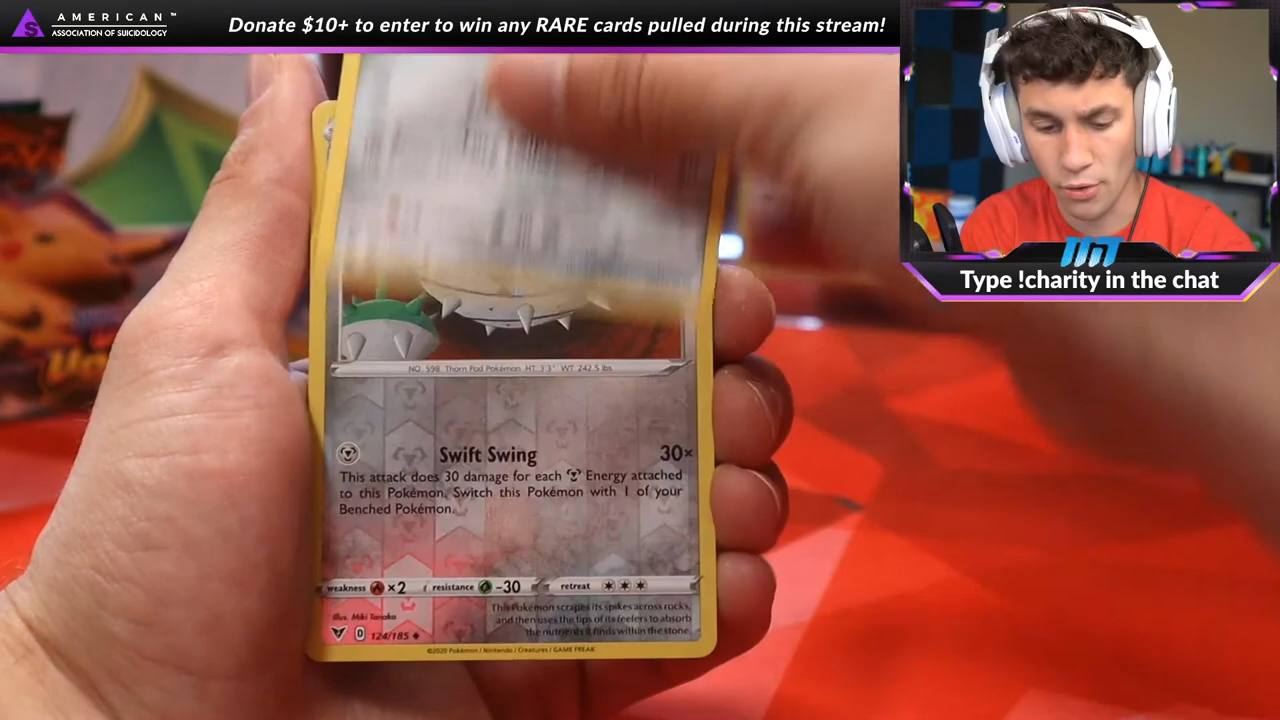 AMERICAN™
ASSOCIATION OF SUICIDOLOGY
Donate $10+ to enter to win any RARE cards pulled during this stream!
Type !charity in the chat
NO. 598 Thorn Pod Pokémon HT: 3'3" WT: 242.5 lbs.
Swift Swing 30×
This attack does 30 damage for each Energy attached
to this Pokémon. Switch this Pokémon with 1 of your
Benched Pokémon.
weakness ×2 resistance -30 retreat
Illus. Miki Tanaka
This Pokémon scrapes its spikes across rocks,
and then uses the tips of its feelers to absorb
the nutrients it finds within the stone.
D 124/185
©2020 Pokémon / Nintendo / Creatures / GAME FREAK